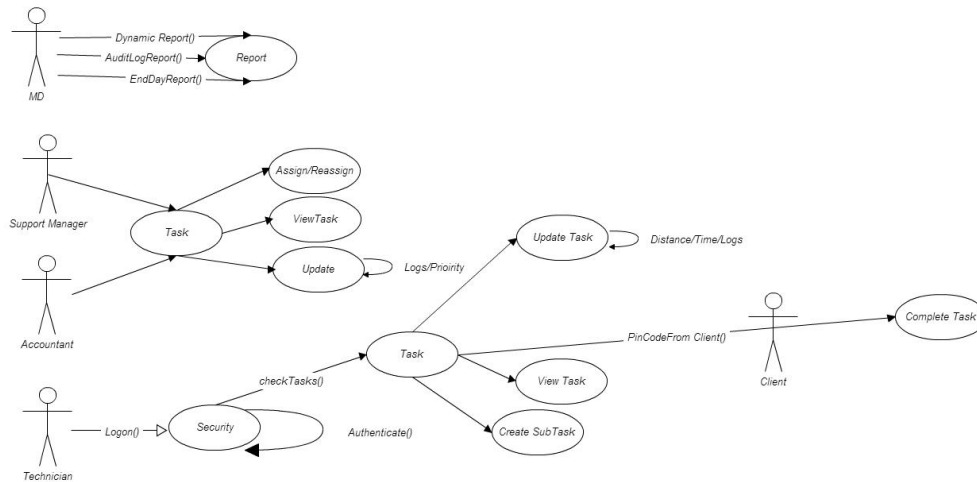 Dynamic Report()
AuditLogReport()
Report
EndDayReport()
MD
Assign/Reassign
Support Manager
Task
ViewTask
Update Task
Distance/Time/Logs
Update
Logs/Prioirity
Accountant
Complete Task
Task
PinCodeFrom Client()
checkTasks()
View Task
Client
Logon()
Security
Authenticate()
Create SubTask
Technician